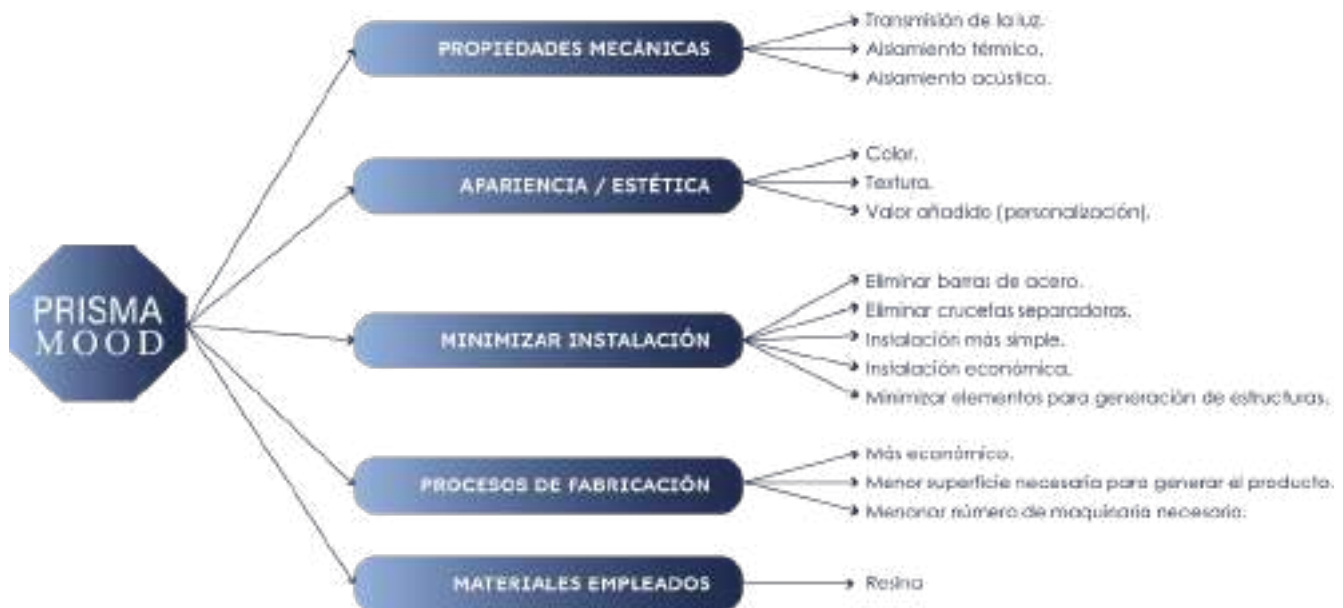 PRISMA
MOOD
PROPIEDADES MECÁNICAS
Transmisión de la luz.
Aislamiento térmico.
Aislamiento acústico.
APARIENCIA / ESTÉTICA
Color.
Textura.
Valor añadido (personalización).
MINIMIZAR INSTALACIÓN
Eliminar barras de acero.
Eliminar crucetas separadoras.
Instalación más simple.
Instalación económica.
Minimizar elementos para generación de estructuras.
PROCESOS DE FABRICACIÓN
Más económico.
Menor superficie necesaria para generar el producto.
Menonar número de maquinaria necesaria.
MATERIALES EMPLEADOS
Resina